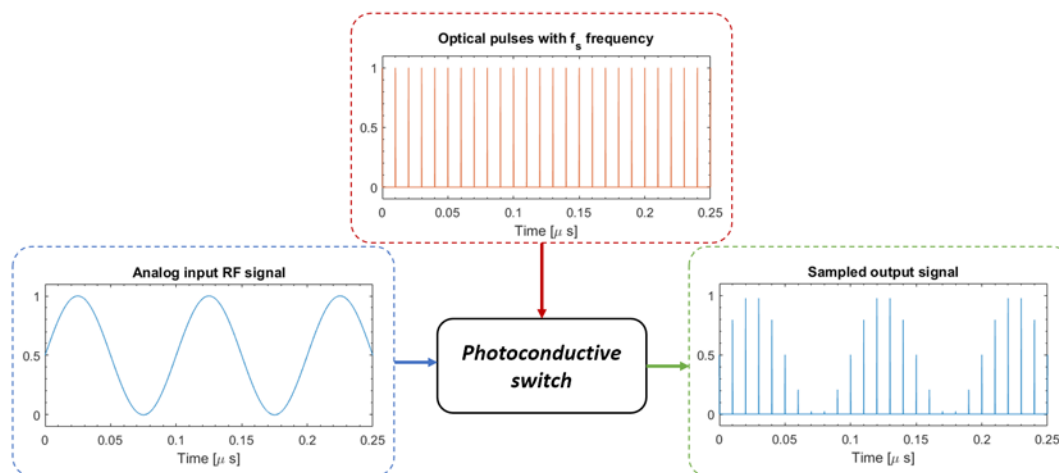 Optical pulses with fs frequency
1
0.5
0
0 0.05 0.1 0.15 0.2 0.25
Time [μ s]
Analog input RF signal
1
0.5
0
0 0.05 0.1 0.15 0.2 0.25
Time [μ s]
Photoconductive
switch
Sampled output signal
1
0.5
0
0 0.05 0.1 0.15 0.2 0.25
Time [μ s]